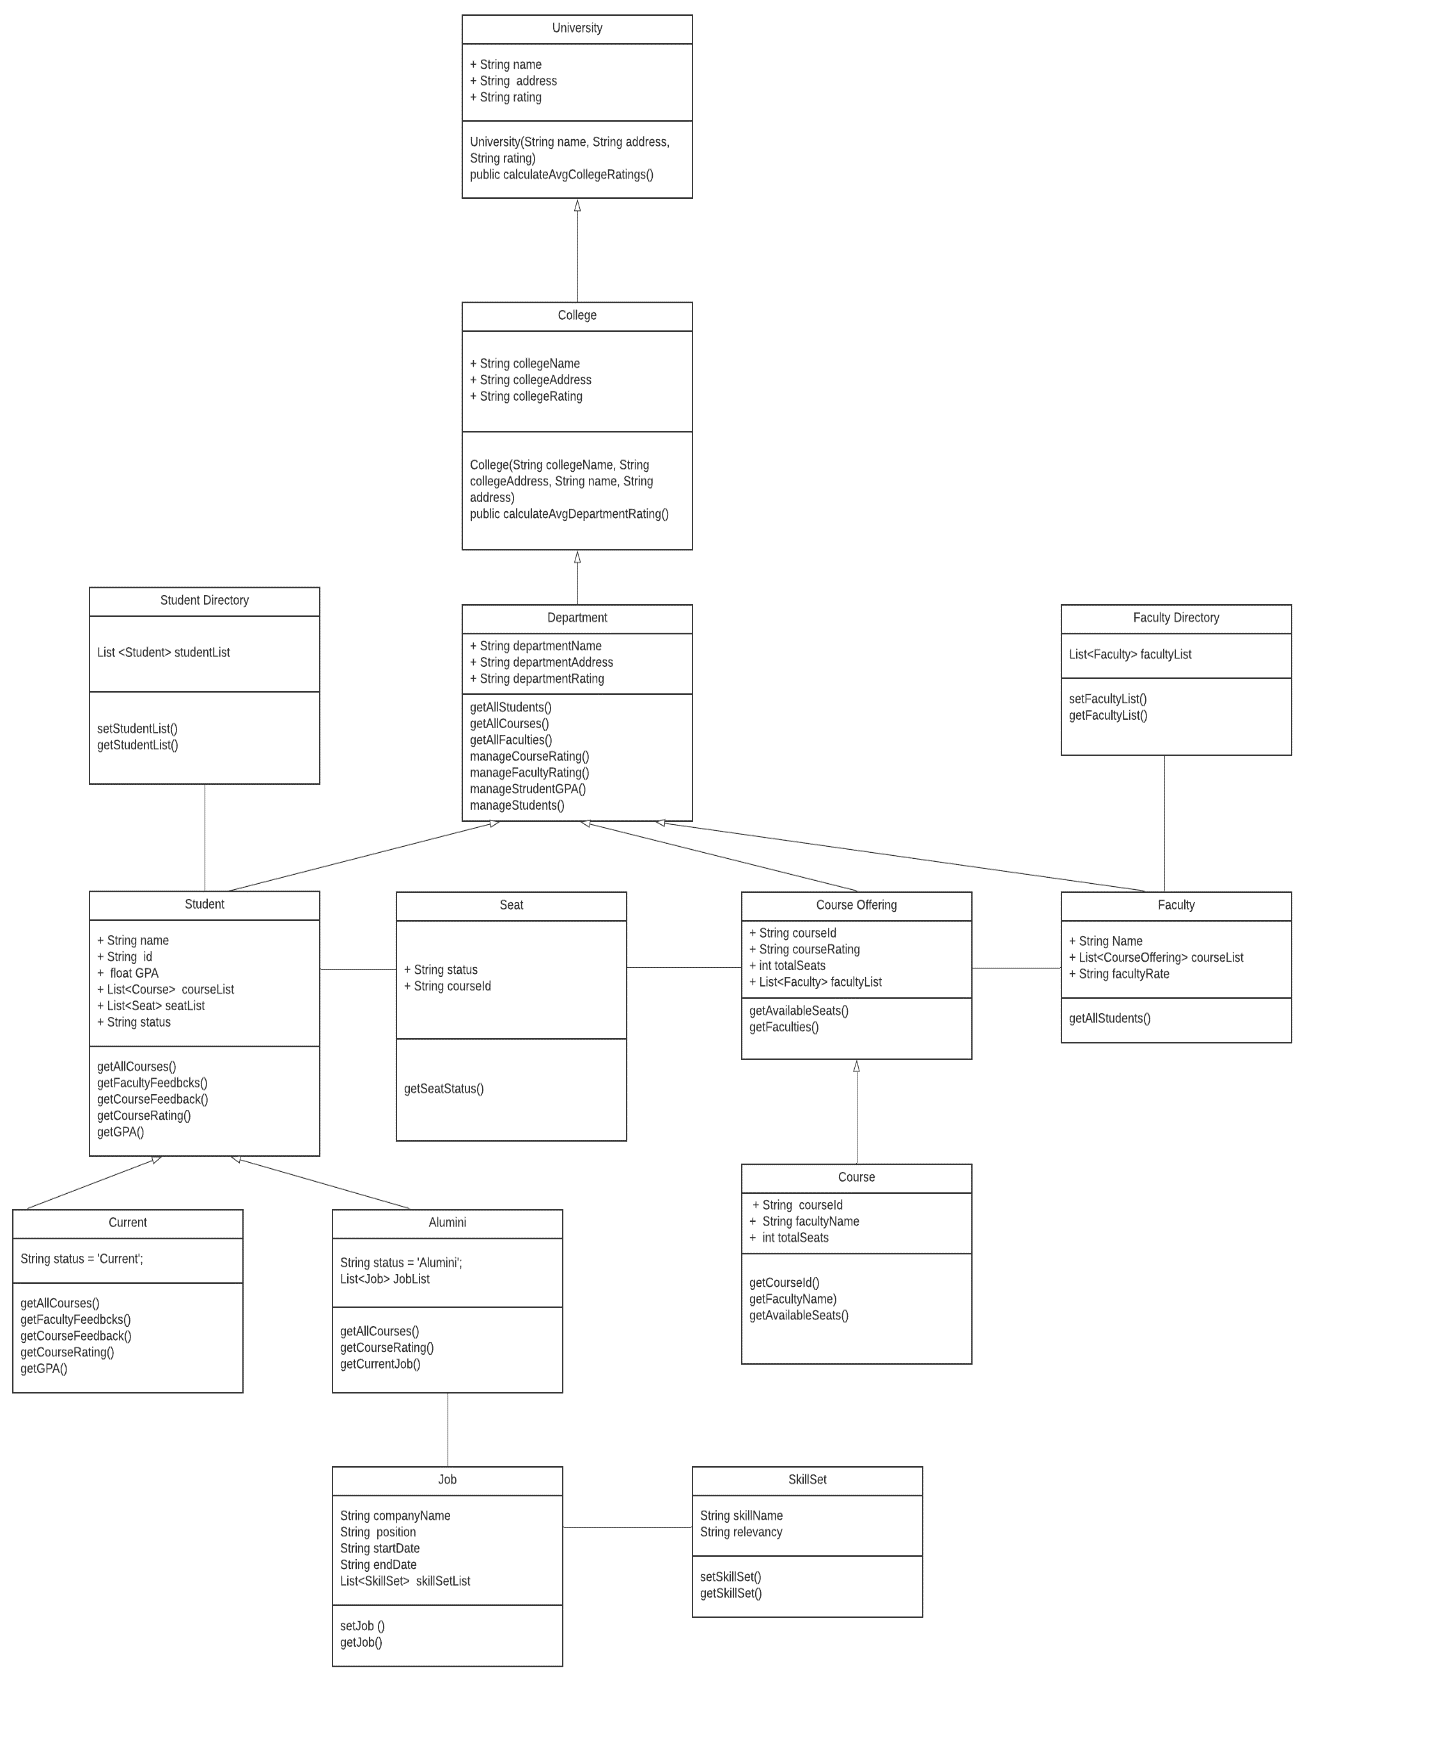 University
+ String name
+ String  address
+ String rating
University(String name, String address,
String rating)
public calculateAvgCollegeRatings()
College
+ String collegeName
+ String collegeAddress
+ String collegeRating
College(String collegeName, String
collegeAddress, String name, String
address)
public calculateAvgDepartmentRating()
Student Directory
List <Student> studentList
setStudentList()
getStudentList()
Department
+ String departmentName
+ String departmentAddress
+ String departmentRating
getAllStudents()
getAllCourses()
getAllFaculties()
manageCourseRating()
manageFacultyRating()
manageStrudentGPA()
manageStudents()
Faculty Directory
List<Faculty> facultyList
setFacultyList()
getFacultyList()
Student
+ String name
+ String  id
+  float GPA
+ List<Course>  courseList
+ List<Seat> seatList
+ String status
getAllCourses()
getFacultyFeedbcks()
getCourseFeedback()
getCourseRating()
getGPA()
Seat
+ String status
+ String courseId
getSeatStatus()
Course Offering
+ String courseId
+ String courseRating
+ int totalSeats
+ List<Faculty> facultyList
getAvailableSeats()
getFaculties()
Faculty
+ String Name
+ List<CourseOffering> courseList
+ String facultyRate
getAllStudents()
Current
String status = 'Current';
getAllCourses()
getFacultyFeedbcks()
getCourseFeedback()
getCourseRating()
getGPA()
Alumini
String status = 'Alumini';
List<Job> JobList
getAllCourses()
getCourseRating()
getCurrentJob()
Course
+ String  courseId
+  String facultyName
+  int totalSeats
getCourseId()
getFacultyName)
getAvailableSeats()
Job
String companyName
String  position
String startDate
String endDate
List<SkillSet>  skillSetList
setJob ()
getJob()
SkillSet
String skillName
String relevancy
setSkillSet()
getSkillSet()